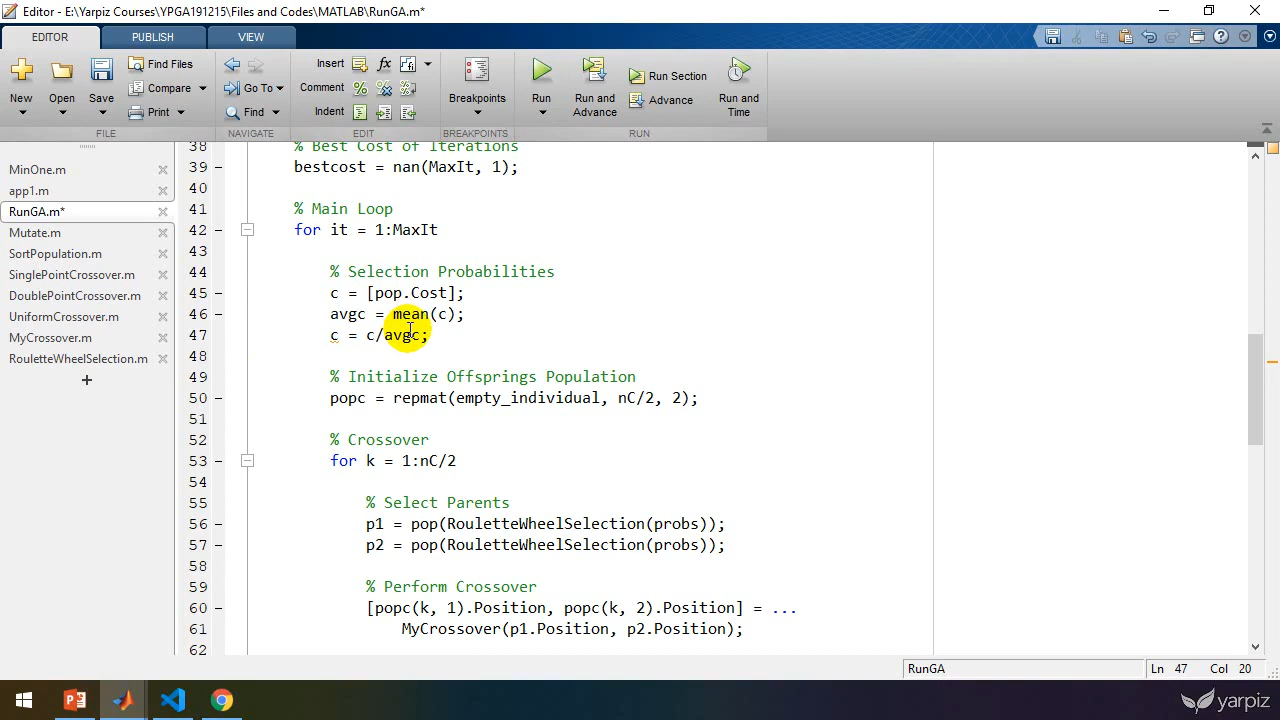 Editor - E:\Yarpiz Courses\YPGA191215\Files and Codes\MATLAB\RunGA.m*
EDITOR PUBLISH VIEW
New Open Save Find Files Compare Print
FILE
Go To Find
NAVIGATE
Insert fx
Comment
Indent
EDIT
Breakpoints
BREAKPOINTS
Run Run and Advance Run Section Advance Run and Time
RUN
MinOne.m
app1.m
RunGA.m*
Mutate.m
SortPopulation.m
SinglePointCrossover.m
DoublePointCrossover.m
UniformCrossover.m
MyCrossover.m
RouletteWheelSelection.m
38 % Best Cost of Iterations
39 – bestcost = nan(MaxIt, 1);
40
41 % Main Loop
42 – for it = 1:MaxIt
43
44 % Selection Probabilities
45 – c = [pop.Cost];
46 – avgc = mean(c);
47 – c = c/avgc;
48
49 % Initialize Offsprings Population
50 – popc = repmat(empty_individual, nC/2, 2);
51
52 % Crossover
53 – for k = 1:nC/2
54
55 % Select Parents
56 – p1 = pop(RouletteWheelSelection(probs));
57 – p2 = pop(RouletteWheelSelection(probs));
58
59 % Perform Crossover
60 – [popc(k, 1).Position, popc(k, 2).Position] = ...
61 MyCrossover(p1.Position, p2.Position);
62
RunGA Ln 47 Col 20
yarpiz